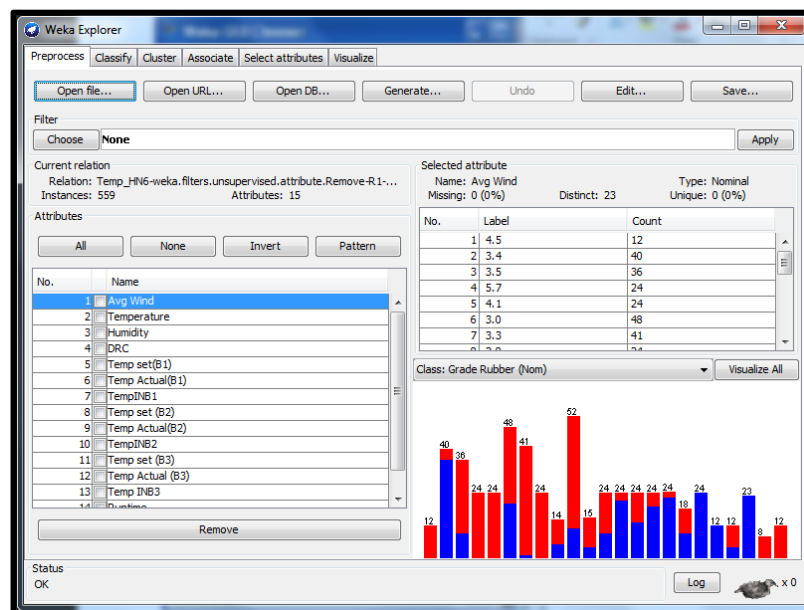 Weka Explorer
Preprocess Classify Cluster Associate Select attributes Visualize
Open file... Open URL... Open DB... Generate... Undo Edit... Save...
Filter
Choose None Apply
Current relation
Relation: Temp_HN6-weka.filters.unsupervised.attribute.Remove-R1-...
Instances: 559 Attributes: 15
Attributes
All None Invert Pattern
No. Name
1 Avg Wind
2 Temperature
3 Humidity
4 DRC
5 Temp set(B1)
6 Temp Actual(B1)
7 TempINB1
8 Temp set (B2)
9 Temp Actual(B2)
10 TempINB2
11 Temp set (B3)
12 Temp Actual (B3)
13 Temp INB3
14 Runtime
Remove
Selected attribute
Name: Avg Wind Type: Nominal
Missing: 0 (0%) Distinct: 23 Unique: 0 (0%)
No. Label Count
1 4.5 12
2 3.4 40
3 3.5 36
4 5.7 24
5 4.1 24
6 3.0 48
7 3.3 41
Class: Grade Rubber (Nom) Visualize All
12 40 36 24 24 48 41 24 14 52 15 24 24 24 24 18 24 12 12 23 8 12
Status
OK
Log x 0